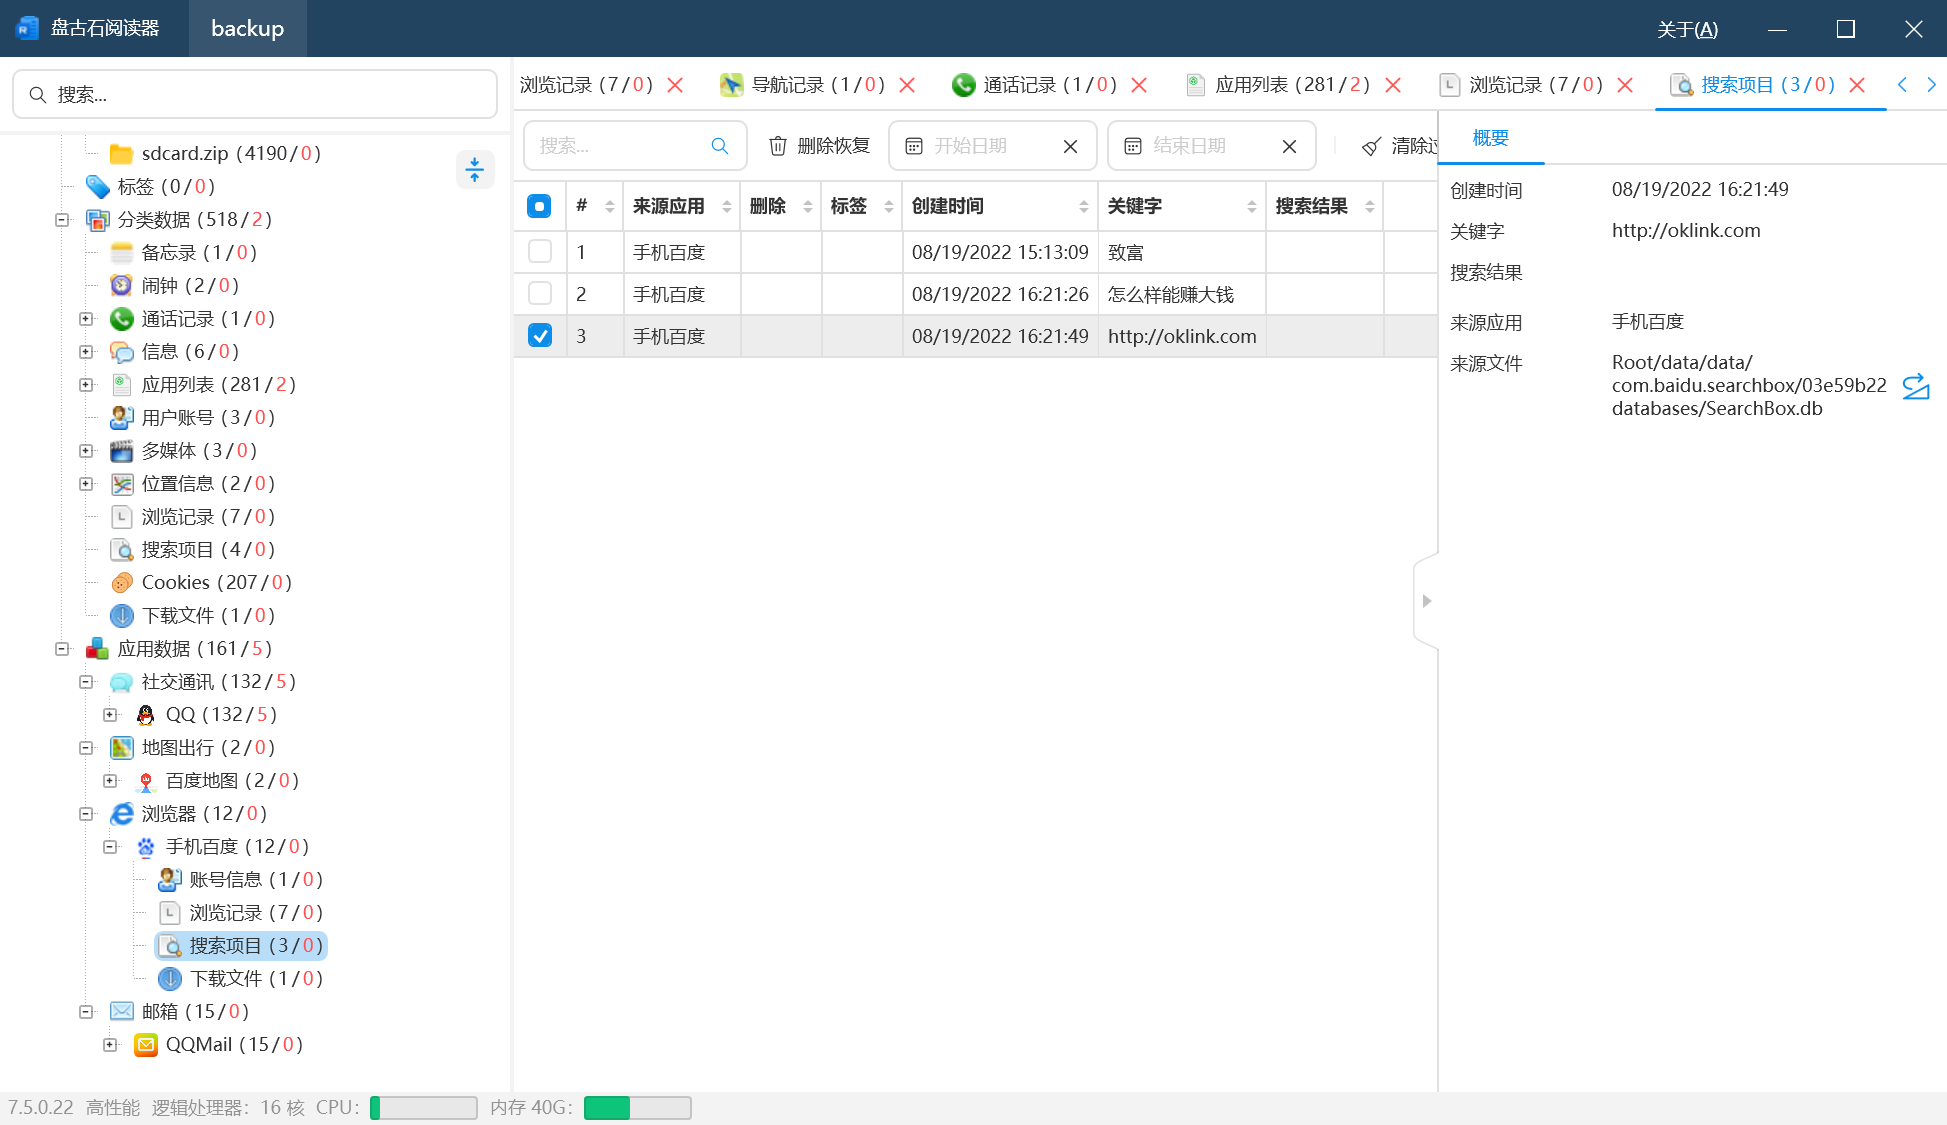 盘古石阅读器
backup
关于(A)
搜索...
浏览记录 (7/0)
导航记录 (1/0)
通话记录 (1/0)
应用列表 (281/2)
浏览记录 (7/0)
搜索项目 (3/0)
sdcard.zip (4190/0)
标签 (0/0)
分类数据 (518/2)
备忘录 (1/0)
闹钟 (2/0)
通话记录 (1/0)
信息 (6/0)
应用列表 (281/2)
用户账号 (3/0)
多媒体 (3/0)
位置信息 (2/0)
浏览记录 (7/0)
搜索项目 (4/0)
Cookies (207/0)
下载文件 (1/0)
应用数据 (161/5)
社交通讯 (132/5)
QQ (132/5)
地图出行 (2/0)
百度地图 (2/0)
浏览器 (12/0)
手机百度 (12/0)
账号信息 (1/0)
浏览记录 (7/0)
搜索项目 (3/0)
下载文件 (1/0)
邮箱 (15/0)
QQMail (15/0)
搜索... 删除恢复 开始日期 结束日期 清除
# 来源应用 删除 标签 创建时间 关键字 搜索结果
1 手机百度 08/19/2022 15:13:09 致富
2 手机百度 08/19/2022 16:21:26 怎么样能赚大钱
3 手机百度 08/19/2022 16:21:49 http://oklink.com
概要
创建时间 08/19/2022 16:21:49
关键字 http://oklink.com
搜索结果
来源应用 手机百度
来源文件 Root/data/data/
com.baidu.searchbox/03e59b22
databases/SearchBox.db
7.5.0.22 高性能 逻辑处理器: 16 核 CPU: 内存 40G: